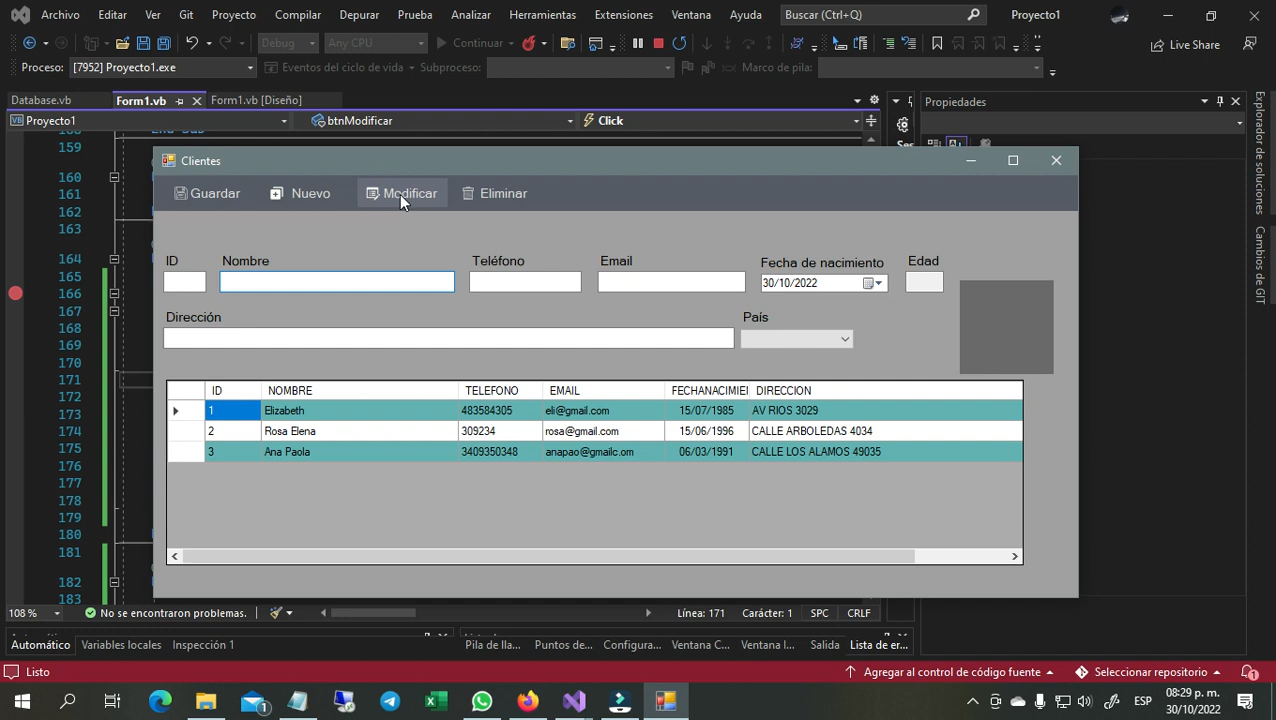 Archivo Editar Ver Git Proyecto Compilar Depurar Prueba Analizar Herramientas Extensiones Ventana Ayuda Buscar (Ctrl+Q) Proyecto1
Debug Any CPU Continuar Live Share
Proceso: [7952] Proyecto1.exe Eventos del ciclo de vida Subproceso: Marco de pila:
Database.vb Form1.vb Form1.vb [Diseño] Propiedades
Proyecto1 btnModificar Click
159
160
161
162
163
164
165
166
167
168
169
170
171
172
173
174
175
176
177
178
179
180
181
182
183
Explorador de soluciones
Cambios de GIT
Clientes
Guardar Nuevo Modificar Eliminar
ID Nombre Teléfono Email Fecha de nacimiento Edad
30/10/2022
Dirección País
ID NOMBRE TELEFONO EMAIL FECHANACIMIEI DIRECCION
1 Elizabeth 483584305 eli@gmail.com 15/07/1985 AV RIOS 3029
2 Rosa Elena 309234 rosa@gmail.com 15/06/1996 CALLE ARBOLEDAS 4034
3 Ana Paola 3409350348 anapao@gmailc.om 06/03/1991 CALLE LOS ALAMOS 49035
108 % No se encontraron problemas. Línea: 171 Carácter: 1 SPC CRLF
Automático Variables locales Inspección 1 Pila de lla... Puntos de... Configura... Ventana C... Ventana I... Salida Lista de er...
Listo Agregar al control de código fuente Seleccionar repositorio 1
1 ESP 08:29 p. m.
30/10/2022